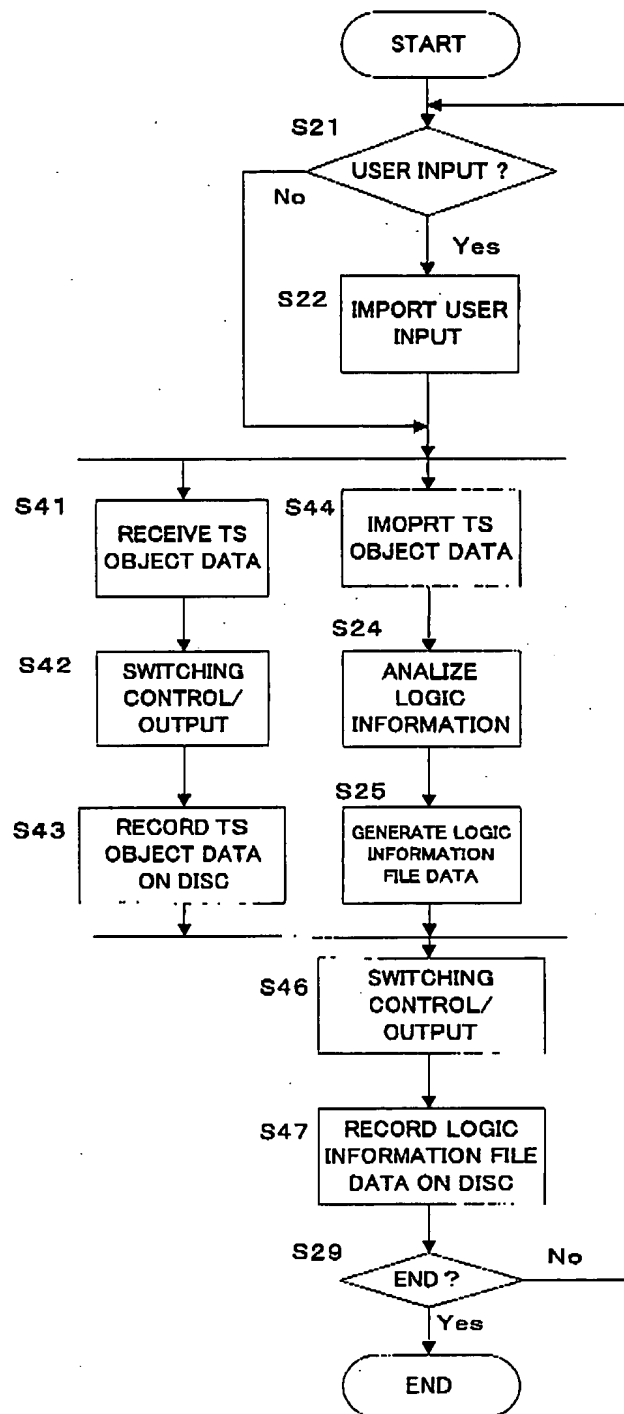 START
S21
USER INPUT ?
No
Yes
S22
IMPORT USER
INPUT
S41
RECEIVE TS
OBJECT DATA
S44
IMOPRT TS
OBJECT DATA
S42
SWITCHING
CONTROL/
OUTPUT
S24
ANALIZE
LOGIC
INFORMATION
S43
RECORD TS
OBJECT DATA
ON DISC
S25
GENERATE LOGIC
INFORMATION
FILE DATA
S46
SWITCHING
CONTROL/
OUTPUT
S47
RECORD LOGIC
INFORMATION FILE
DATA ON DISC
S29
END ?
No
Yes
END